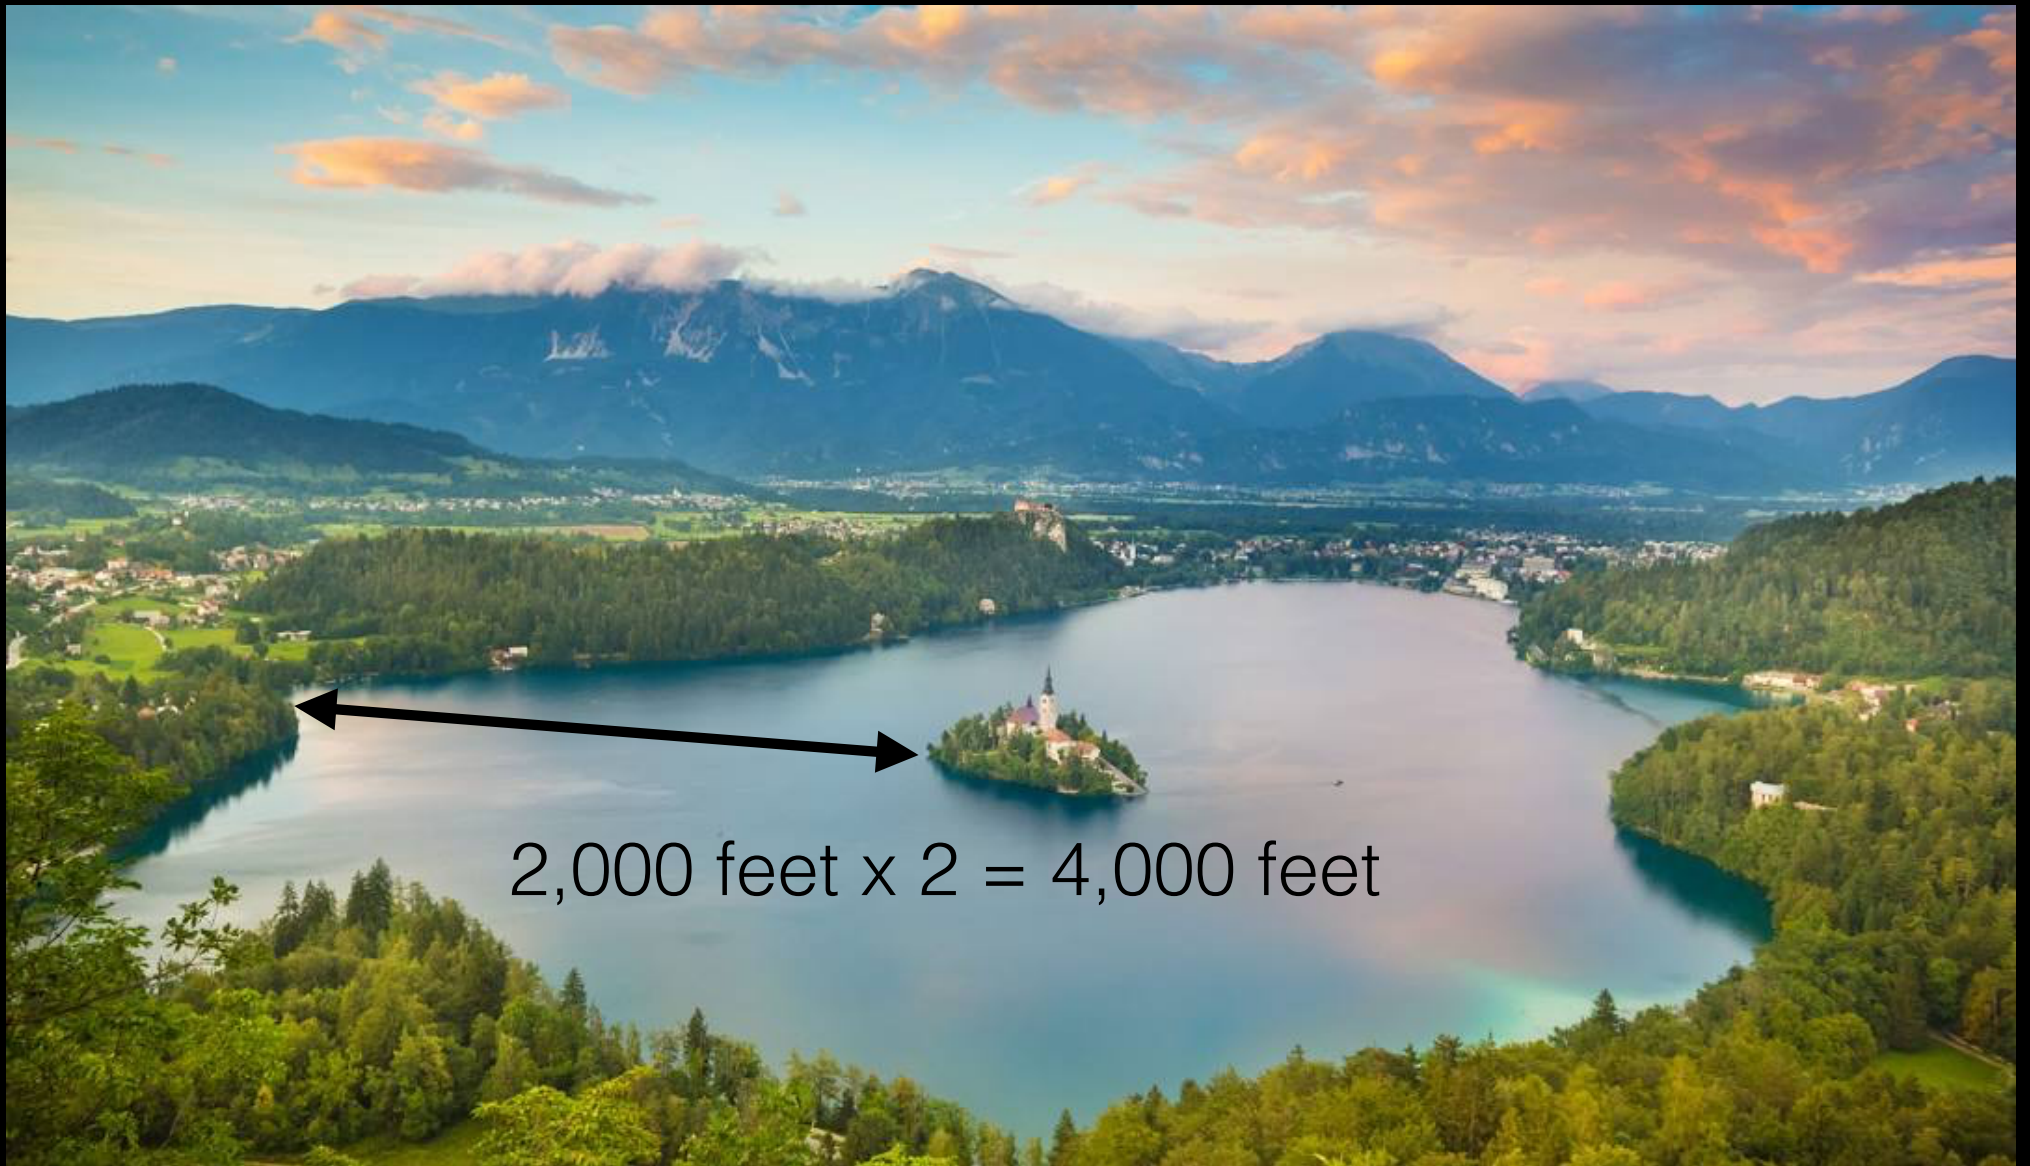 2,000 feet x 2 = 4,000 feet